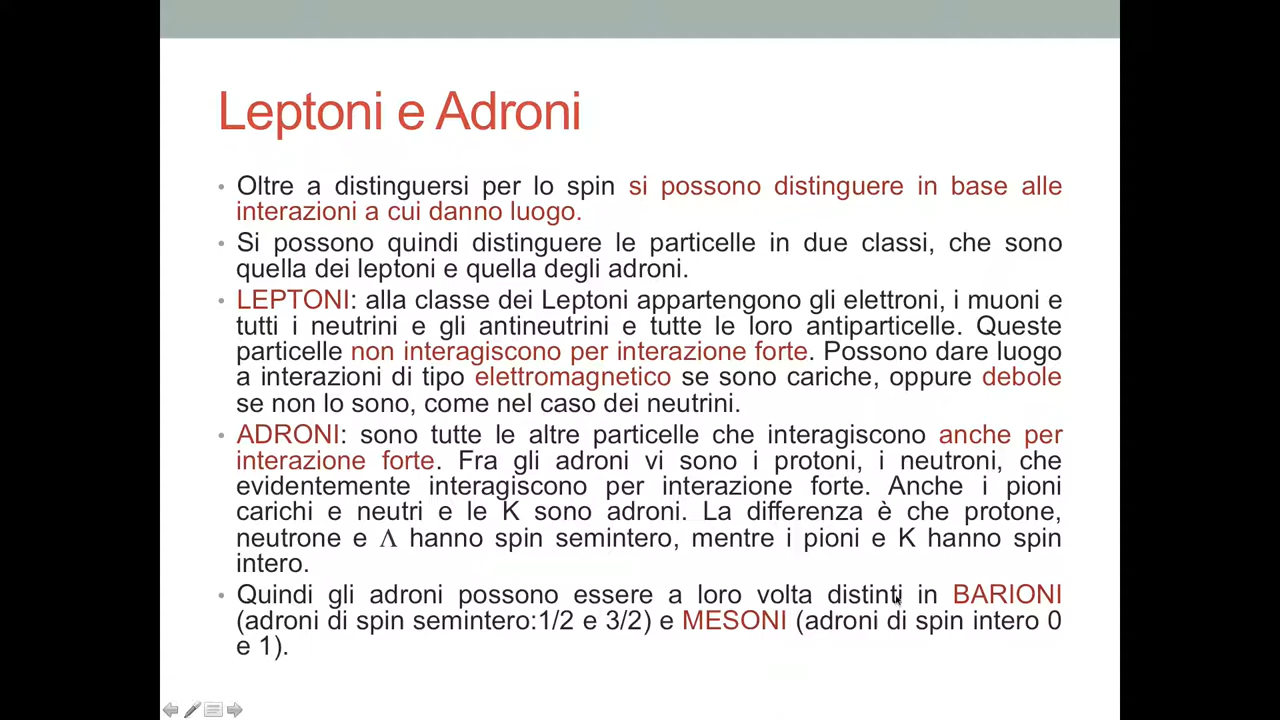 Leptoni e Adroni
• Oltre a distinguersi per lo spin si possono distinguere in base alle
interazioni a cui danno luogo.
• Si possono quindi distinguere le particelle in due classi, che sono
quella dei leptoni e quella degli adroni.
• LEPTONI: alla classe dei Leptoni appartengono gli elettroni, i muoni e
tutti i neutrini e gli antineutrini e tutte le loro antiparticelle. Queste
particelle non interagiscono per interazione forte. Possono dare luogo
a interazioni di tipo elettromagnetico se sono cariche, oppure debole
se non lo sono, come nel caso dei neutrini.
• ADRONI: sono tutte le altre particelle che interagiscono anche per
interazione forte. Fra gli adroni vi sono i protoni, i neutroni, che
evidentemente interagiscono per interazione forte. Anche i pioni
carichi e neutri e le K sono adroni. La differenza è che protone,
neutrone e Λ hanno spin semintero, mentre i pioni e K hanno spin
intero.
• Quindi gli adroni possono essere a loro volta distinti in BARIONI
(adroni di spin semintero:1/2 e 3/2) e MESONI (adroni di spin intero 0
e 1).